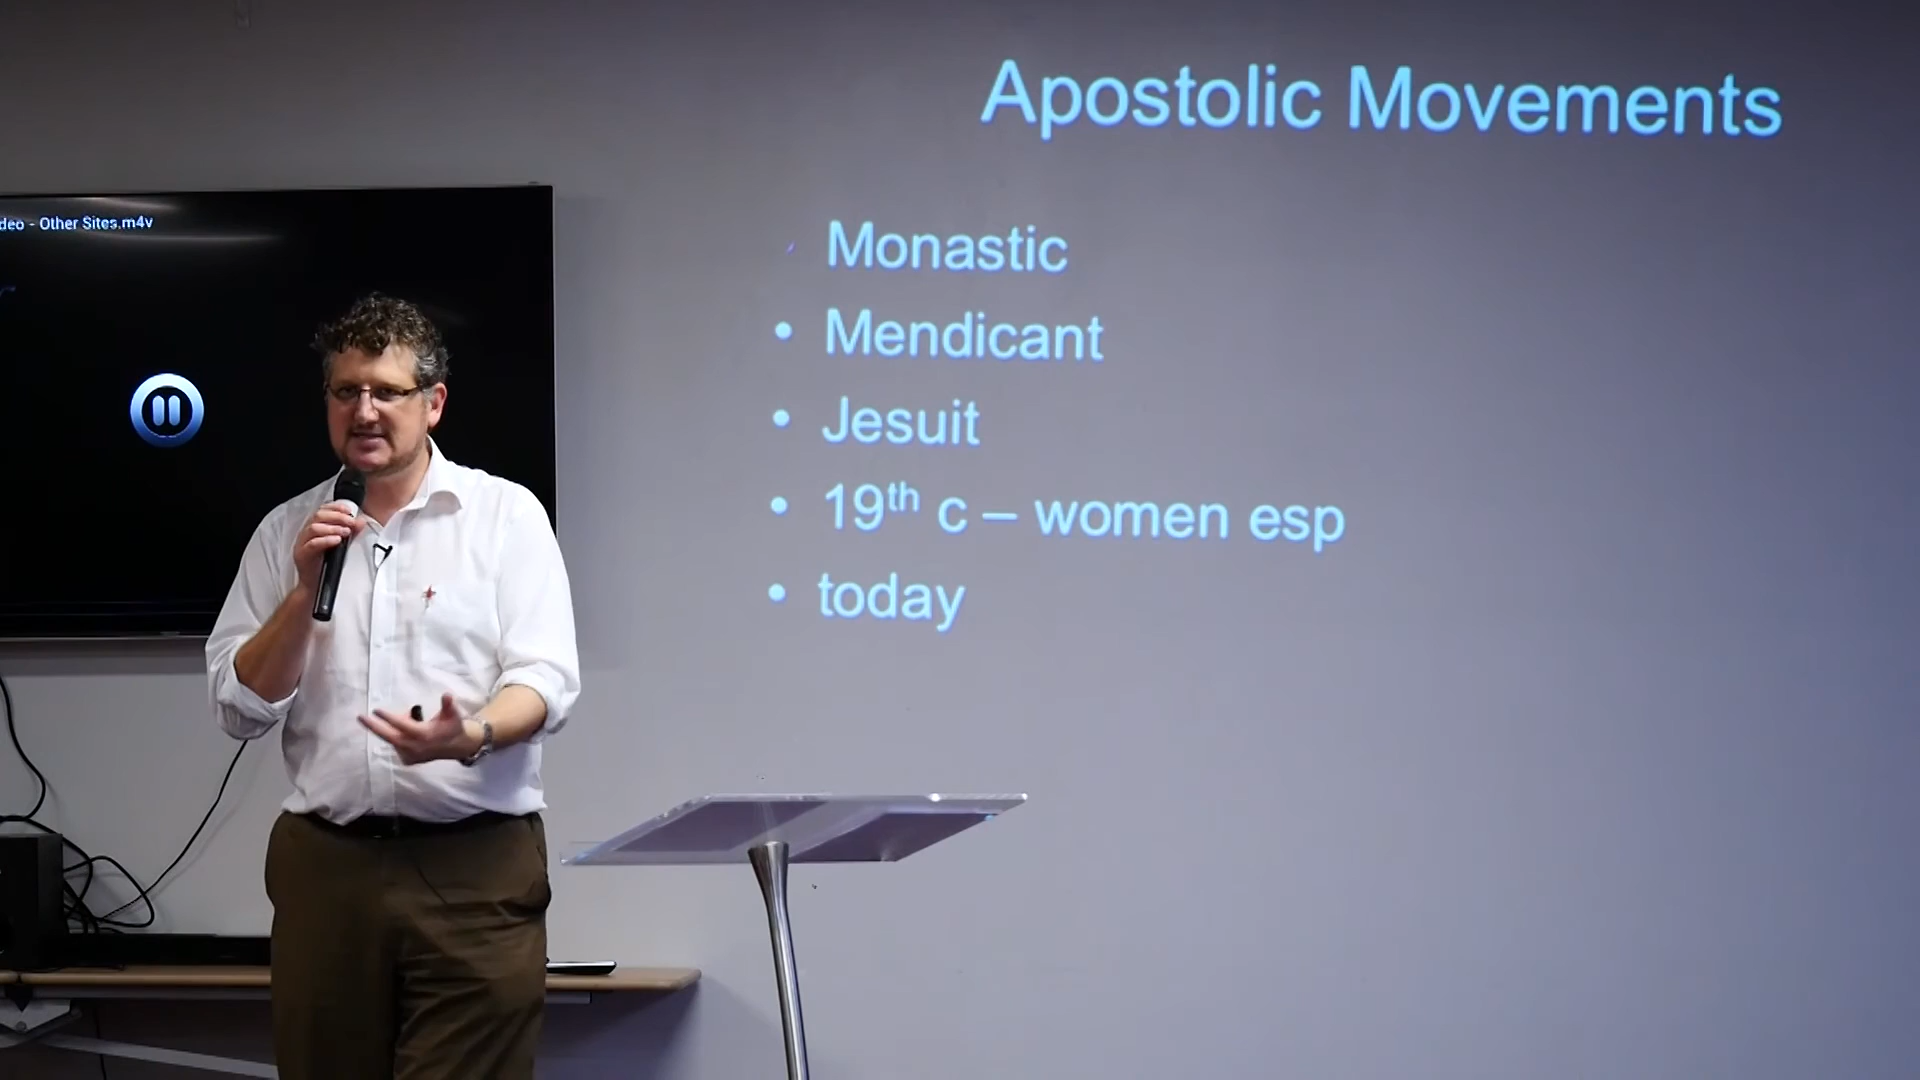 Apostolic Movements
deo - Other Sites.m4v
Monastic
• Mendicant
• Jesuit
• 19th c – women esp
• today